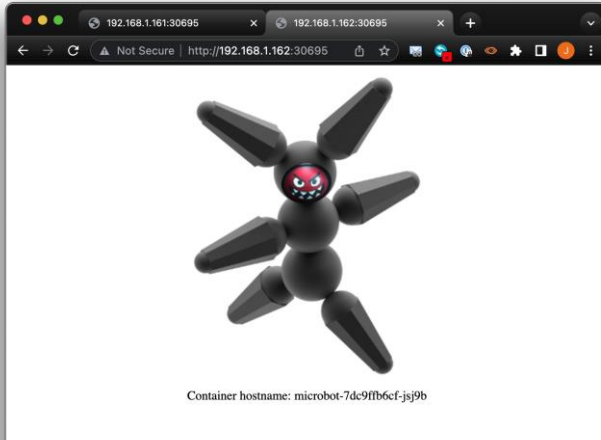 192.168.1.161:30695
192.168.1.162:30695
Not Secure | http://192.168.1.162:30695
Container hostname: microbot-7dc9ffb6cf-jsj9b